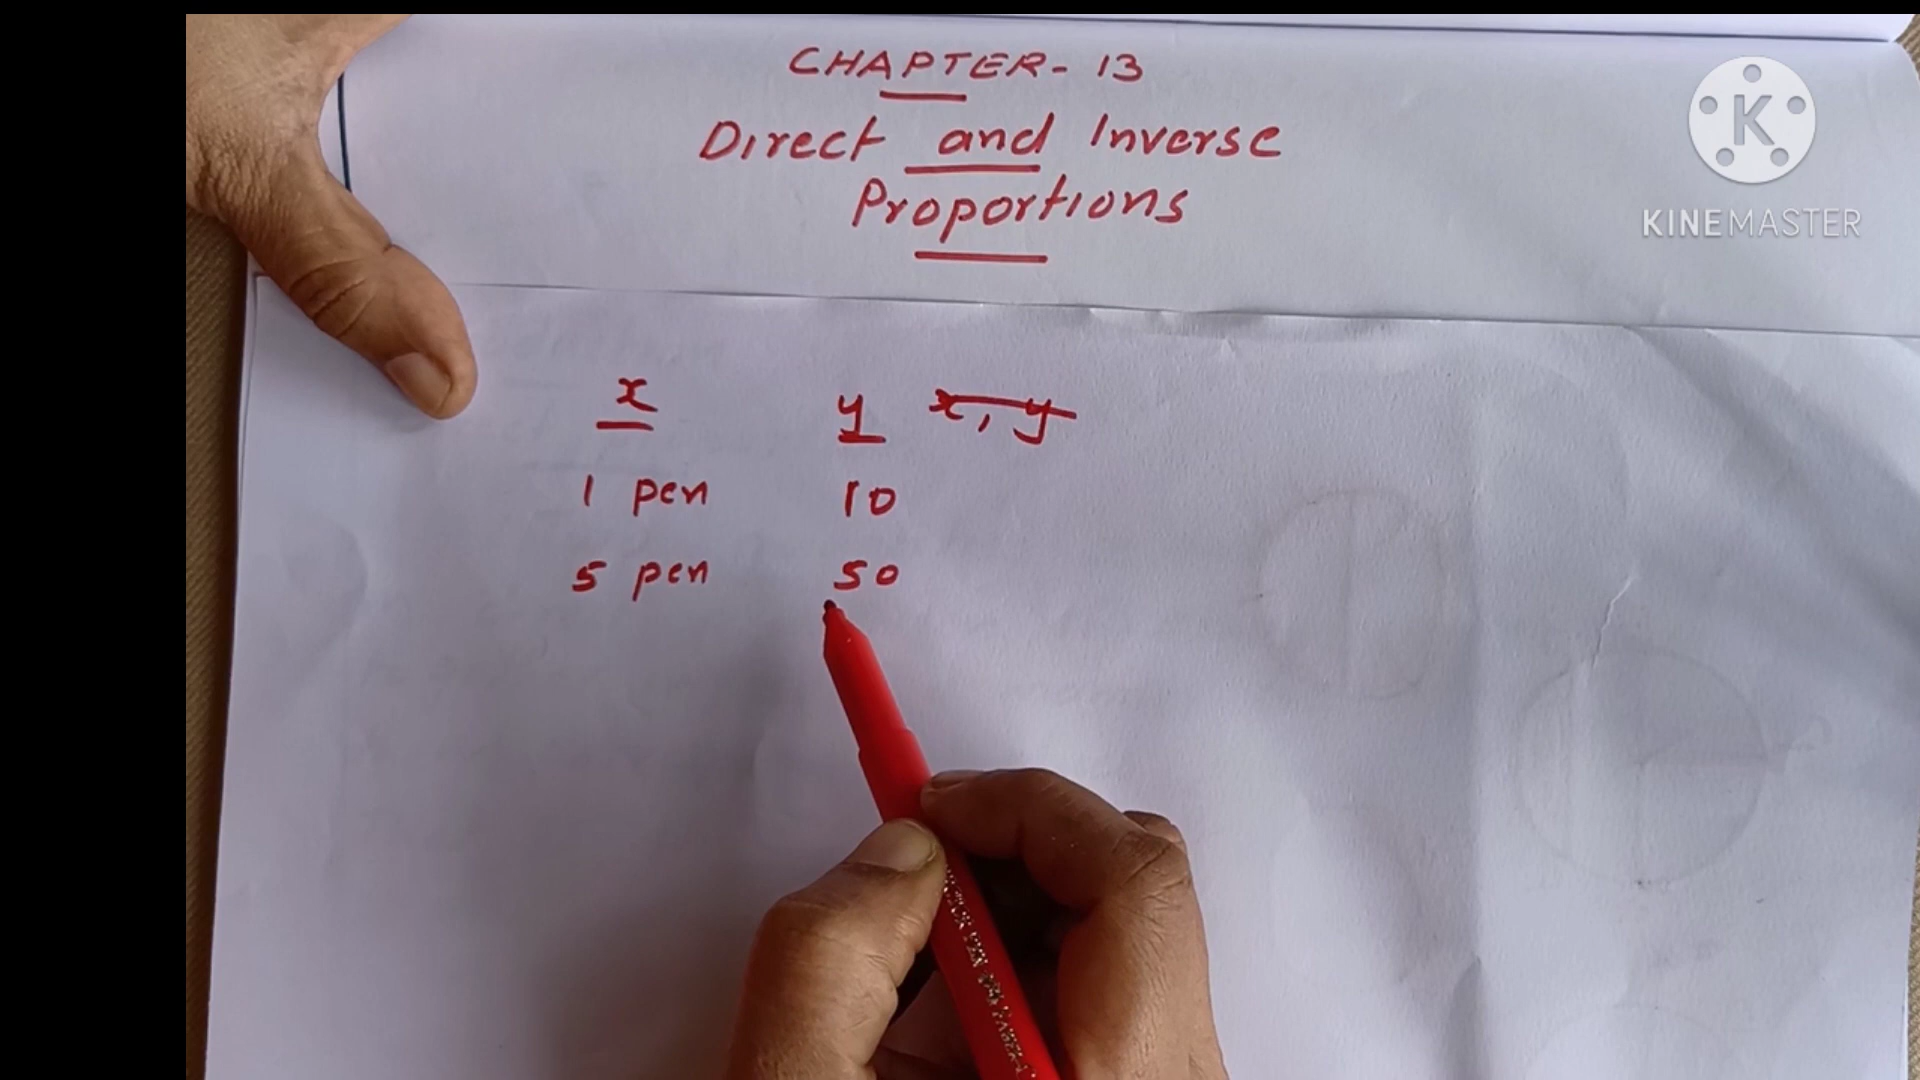 CHAPTER - 13
Direct and Inverse
Proportions
K
KINEMASTER
x y x, y
1 pen 10
5 pen 50